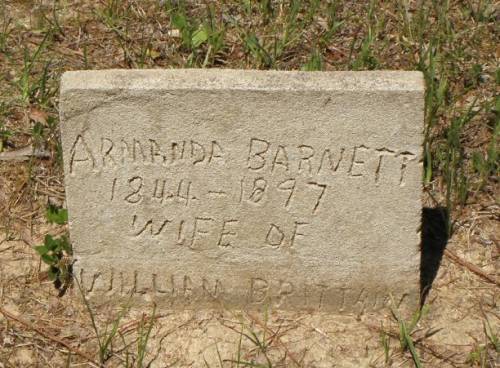 ARMANDA BARNETT
1844-1897
WIFE OF
WILLIAM BRITTAIN